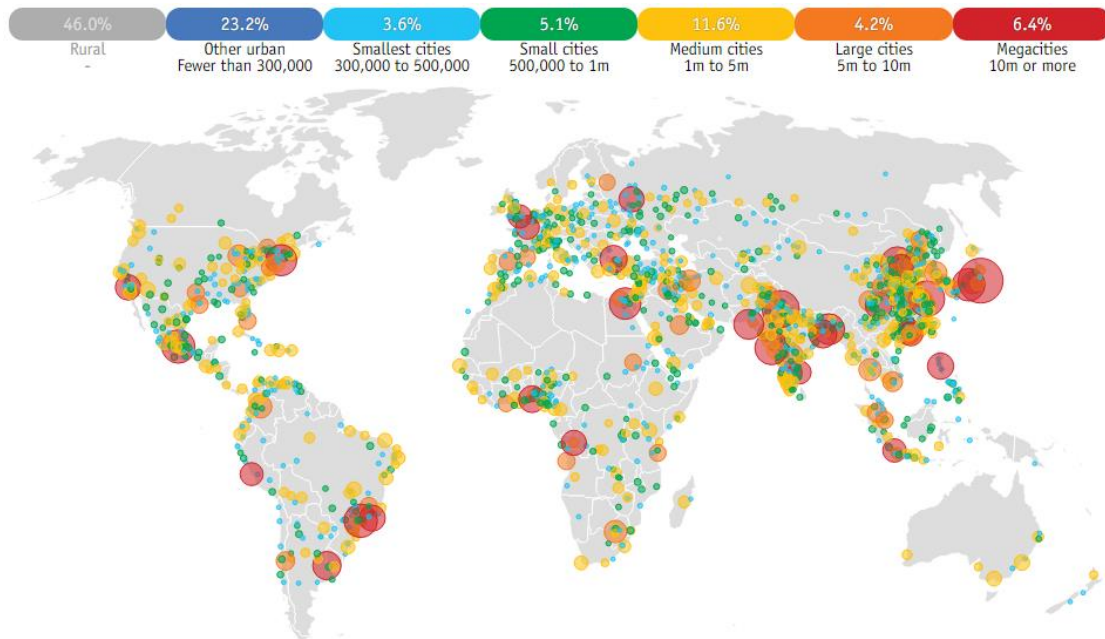 46.0% 23.2% 3.6% 5.1% 11.6% 4.2% 6.4%
Rural Other urban Smallest cities Small cities Medium cities Large cities Megacities
- Fewer than 300,000 300,000 to 500,000 500,000 to 1m 1m to 5m 5m to 10m 10m or more